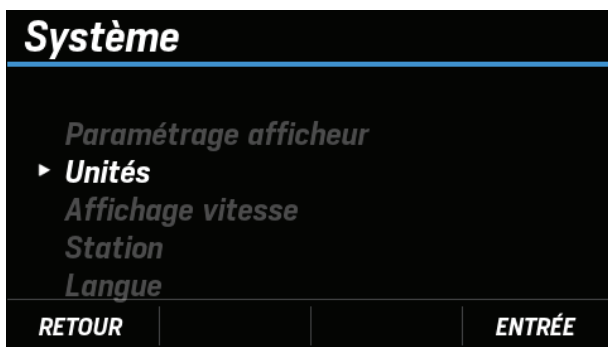 Système
Paramétrage afficheur
Unités
Affichage vitesse
Station
Langue
RETOUR ENTRÉE